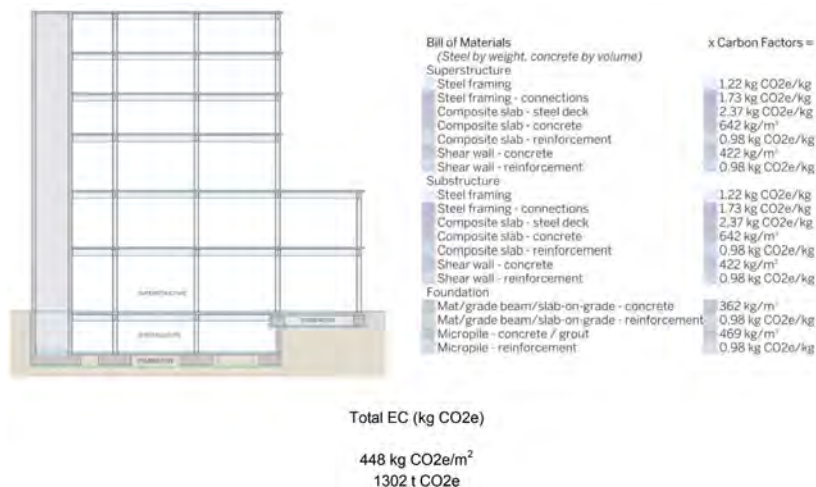 Bill of Materials x Carbon Factors =
(Steel by weight, concrete by volume)
Superstructure
Steel framing 1.22 kg CO2e/kg
Steel framing - connections 1.73 kg CO2e/kg
Composite slab - steel deck 2.37 kg CO2e/kg
Composite slab - concrete 642 kg/m³
Composite slab - reinforcement 0.98 kg CO2e/kg
Shear wall - concrete 422 kg/m³
Shear wall - reinforcement 0.98 kg CO2e/kg
Substructure
Steel framing 1.22 kg CO2e/kg
Steel framing - connections 1.73 kg CO2e/kg
Composite slab - steel deck 2.37 kg CO2e/kg
Composite slab - concrete 642 kg/m³
Composite slab - reinforcement 0.98 kg CO2e/kg
Shear wall - concrete 422 kg/m³
Shear wall - reinforcement 0.98 kg CO2e/kg
Foundation
Mat/grade beam/slab-on-grade - concrete 362 kg/m³
Mat/grade beam/slab-on-grade - reinforcement 0.98 kg CO2e/kg
Micropile - concrete / grout 469 kg/m³
Micropile - reinforcement 0.98 kg CO2e/kg
SUPERSTRUCTURE
SUBSTRUCTURE
FOUNDATION
Total EC (kg CO2e)
448 kg CO2e/m²
1302 t CO2e